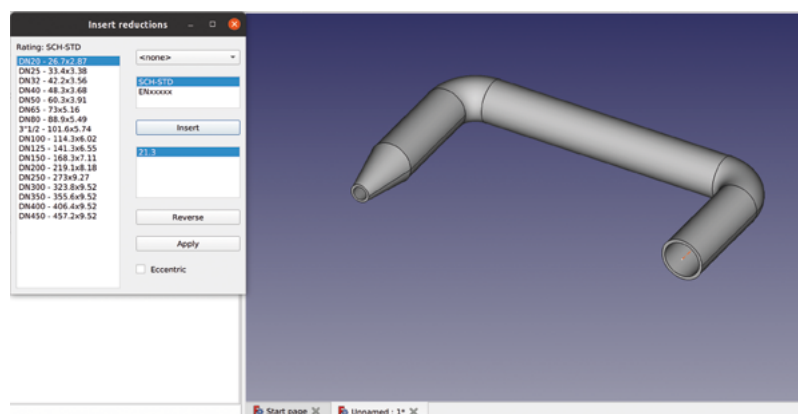 Insert reductions
Rating: SCH-STD
DN20 - 26.7x2.87
DN25 - 33.4x3.38
DN32 - 42.2x3.56
DN40 - 48.3x3.68
DN50 - 60.3x3.91
DN65 - 73x5.16
DN80 - 88.9x5.49
3"1/2 - 101.6x5.74
DN100 - 114.3x6.02
DN125 - 141.3x6.55
DN150 - 168.3x7.11
DN200 - 219.1x8.18
DN250 - 273x9.27
DN300 - 323.8x9.52
DN350 - 355.6x9.52
DN400 - 406.4x9.52
DN450 - 457.2x9.52
<none>
SCH-STD
ENxxxxx
Insert
21.3
Reverse
Apply
Eccentric
Start page
Unnamed : 1*